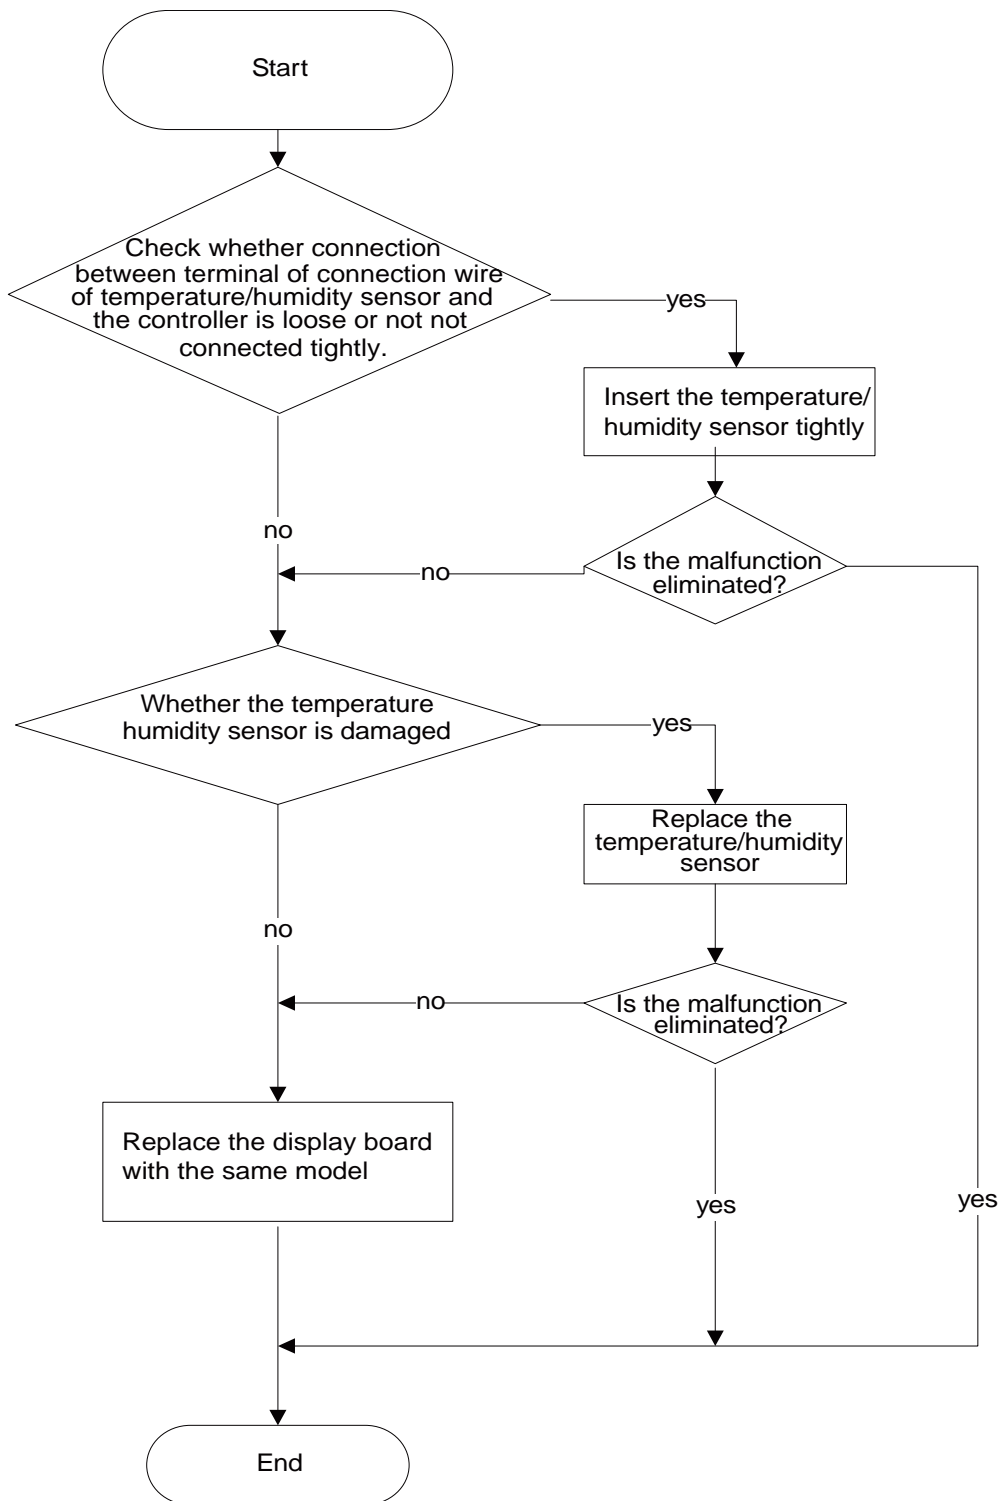 Start
Check whether connection
between terminal of connection wire
of temperature/humidity sensor and
the controller is loose or not not
connected tightly.
yes
Insert the temperature/
humidity sensor tightly
no
Is the malfunction
eliminated?
no
Whether the temperature
humidity sensor is damaged
yes
Replace the
temperature/humidity
sensor
no
Is the malfunction
eliminated?
no
Replace the display board
with the same model
yes
yes
End